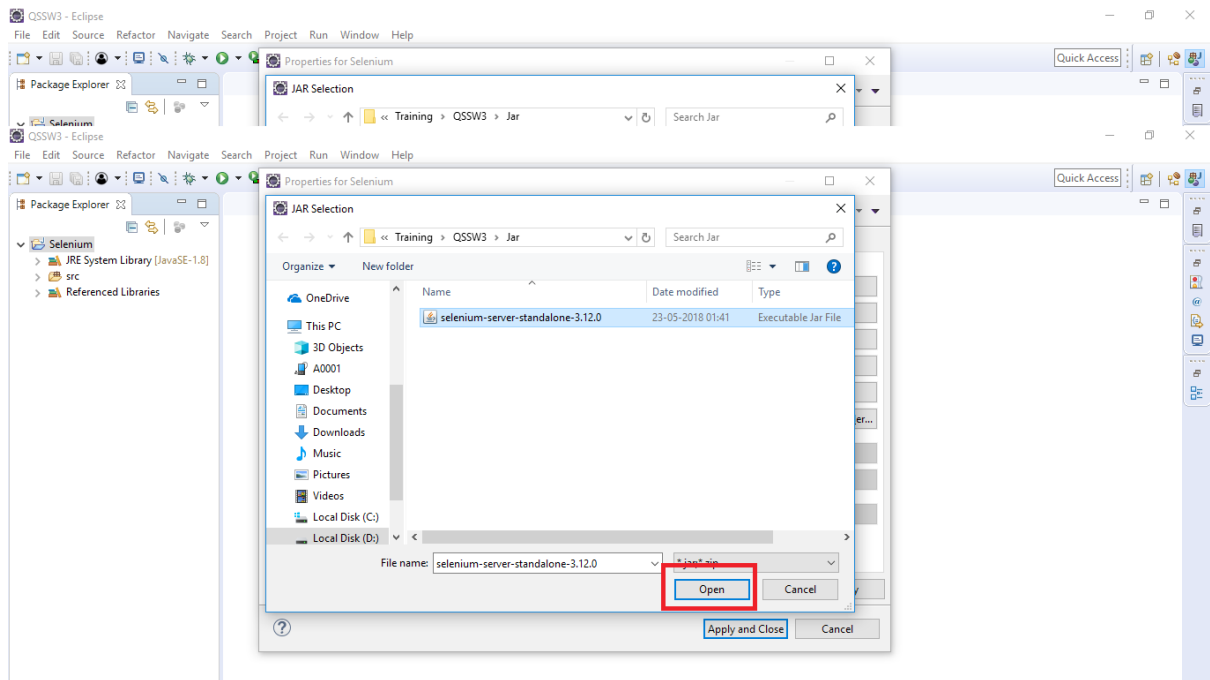 QSSW3 - Eclipse
File Edit Source Refactor Navigate Search Project Run Window Help
Quick Access
Properties for Selenium
Package Explorer
JAR Selection
« Training › QSSW3 › Jar
Search Jar
Selenium
QSSW3 - Eclipse
File Edit Source Refactor Navigate Search Project Run Window Help
Quick Access
Properties for Selenium
Package Explorer
JAR Selection
« Training › QSSW3 › Jar
Search Jar
Selenium
JRE System Library [JavaSE-1.8]
src
Referenced Libraries
Organize
New folder
Name
Date modified
Type
selenium-server-standalone-3.12.0
23-05-2018 01:41
Executable Jar File
OneDrive
This PC
3D Objects
A0001
Desktop
Documents
Downloads
Music
Pictures
Videos
Local Disk (C:)
Local Disk (D:)
er...
File name:
selenium-server-standalone-3.12.0
*.jar;*.zip
Open
Cancel
y
Apply and Close
Cancel